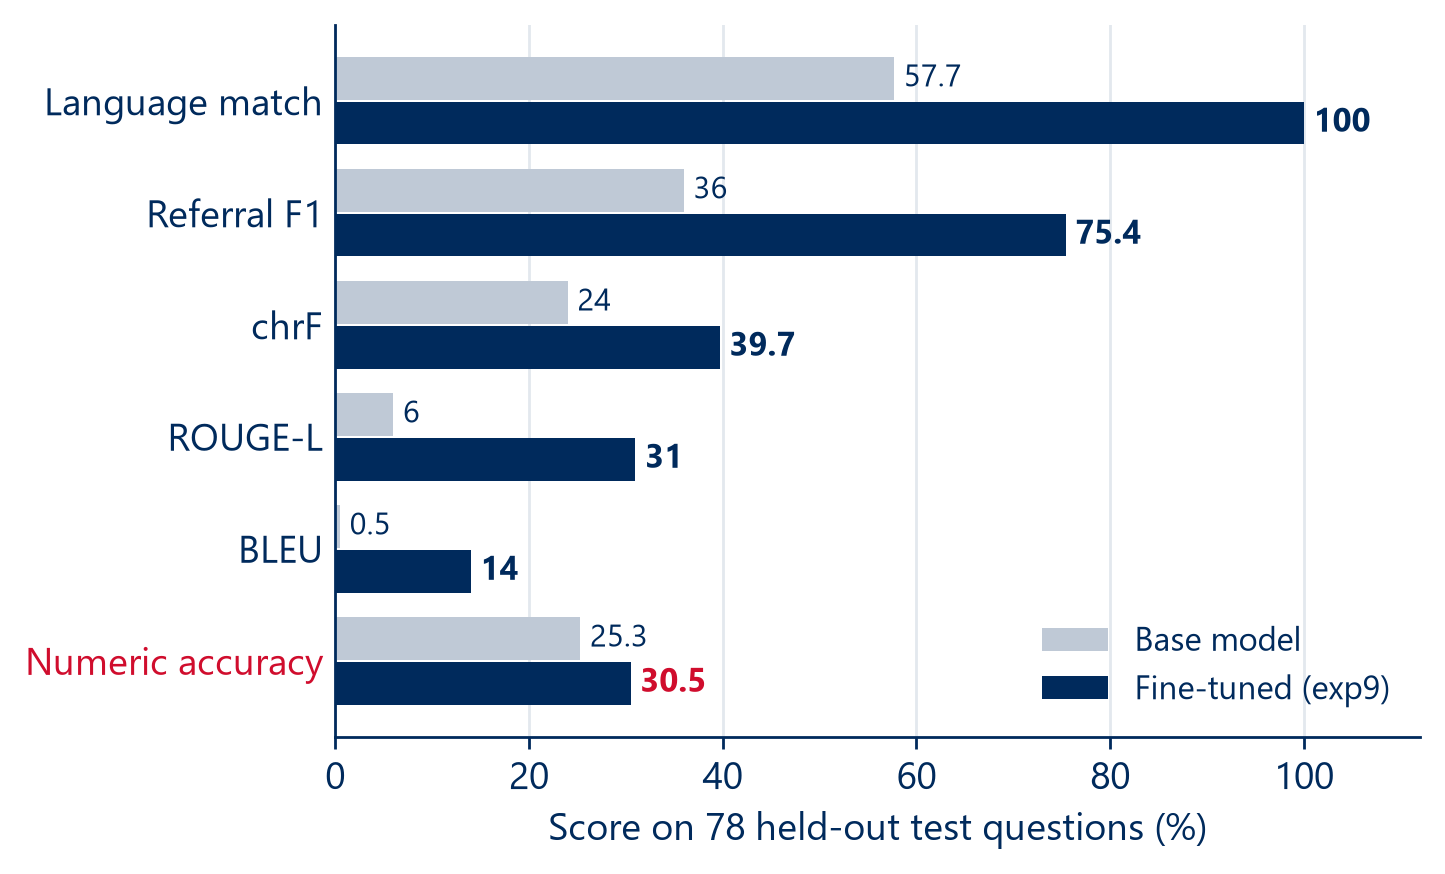 57.7
Language match
100
36
Referral F1
75.4
24
chrF
39.7
6
ROUGE-L
31
0.5
BLEU
14
25.3
Numeric accuracy
30.5
Base model
Fine-tuned (exp9)
0 20 40 60 80 100
Score on 78 held-out test questions (%)